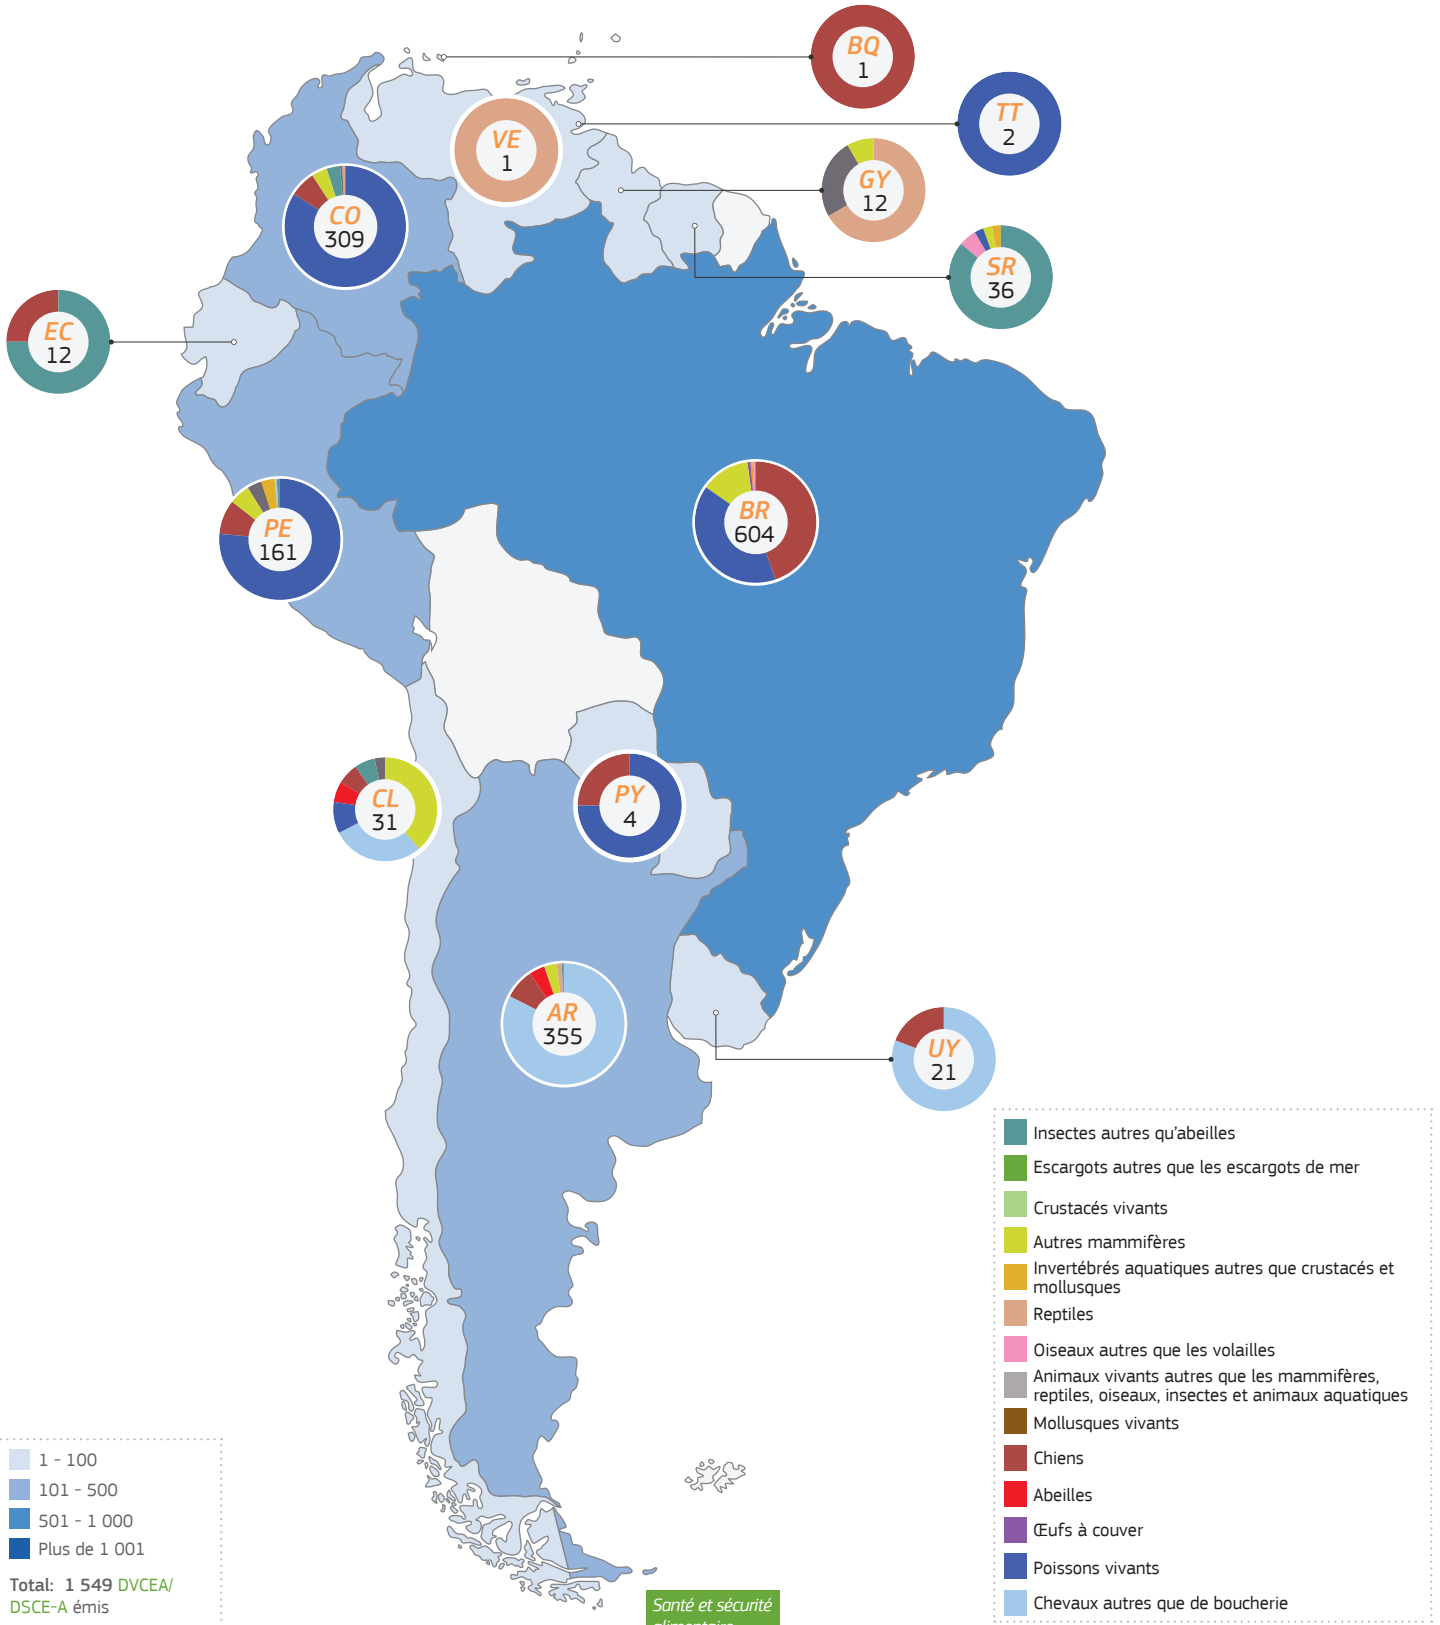 BQ
1
TT
2
VE
1
GY
12
CO
309
SR
36
EC
12
PE
161
BR
604
CL
31
PY
4
AR
355
UY
21
Insectes autres qu'abeilles
Escargots autres que les escargots de mer
Crustacés vivants
Autres mammifères
Invertébrés aquatiques autres que crustacés et
mollusques
Reptiles
Oiseaux autres que les volailles
Animaux vivants autres que les mammifères,
reptiles, oiseaux, insectes et animaux aquatiques
Mollusques vivants
Chiens
Abeilles
Œufs à couver
Poissons vivants
Chevaux autres que de boucherie
1 - 100
101 - 500
501 - 1 000
Plus de 1 001
Total: 1 549 DVCEA/
DSCE-A émis
Santé et sécurité
alimentaire